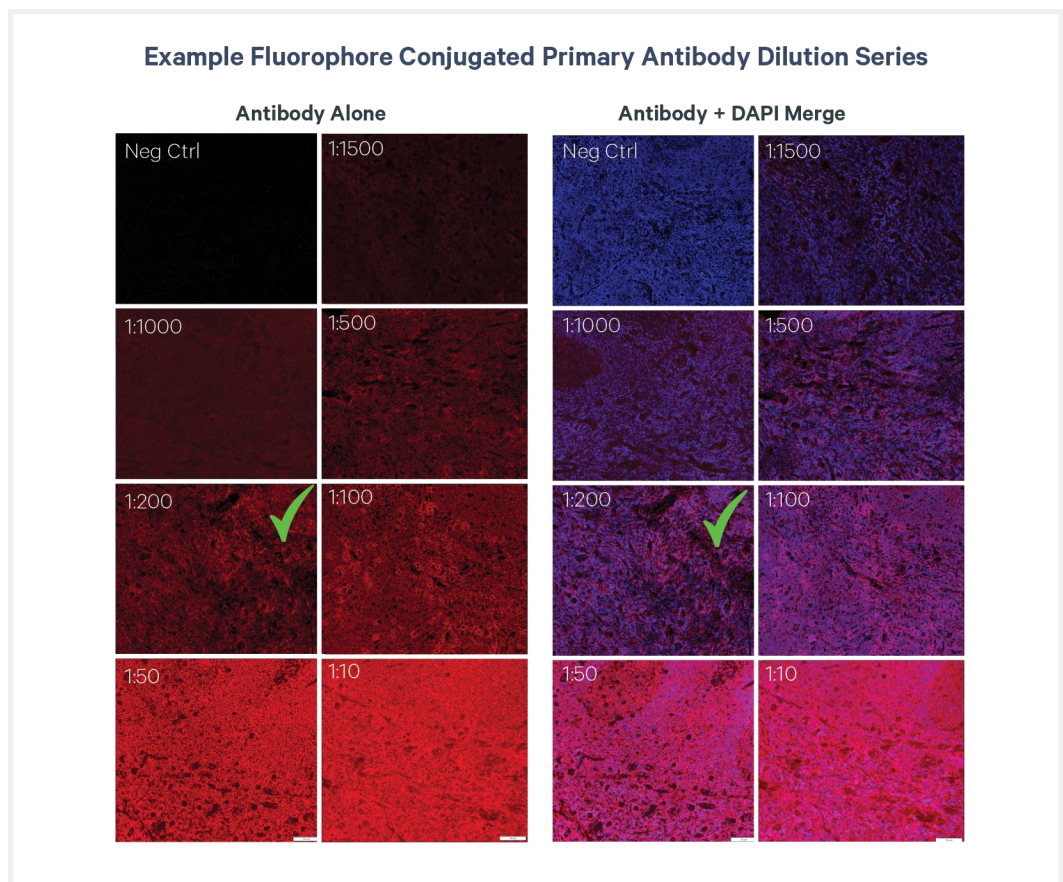 Example Fluorophore Conjugated Primary Antibody Dilution Series
Antibody Alone
Antibody + DAPI Merge
Neg Ctrl
1:1500
Neg Ctrl
1:1500
1:1000
1:500
1:1000
1:500
1:200
1:100
1:200
1:100
1:50
1:10
1:50
1:10